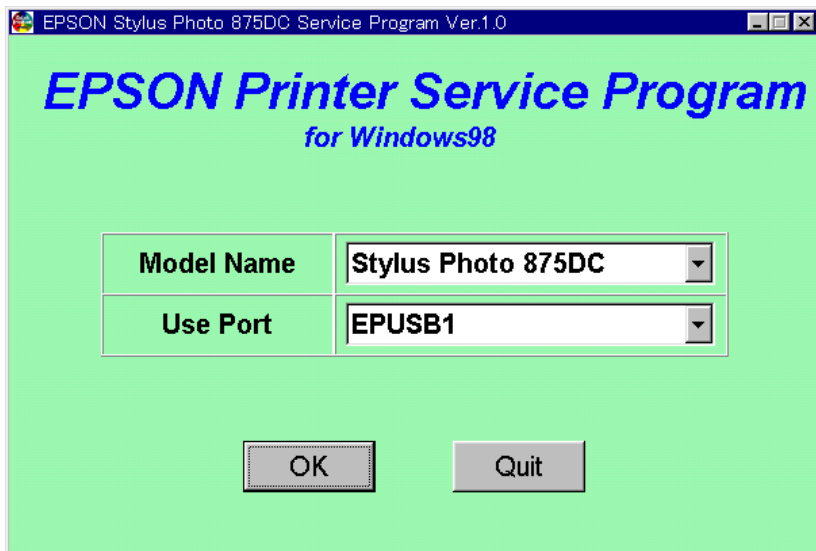 EPSON Stylus Photo 875DC Service Program Ver.1.0
EPSON Printer Service Program
for Windows98
Model Name Stylus Photo 875DC
Use Port EPUSB1
OK Quit